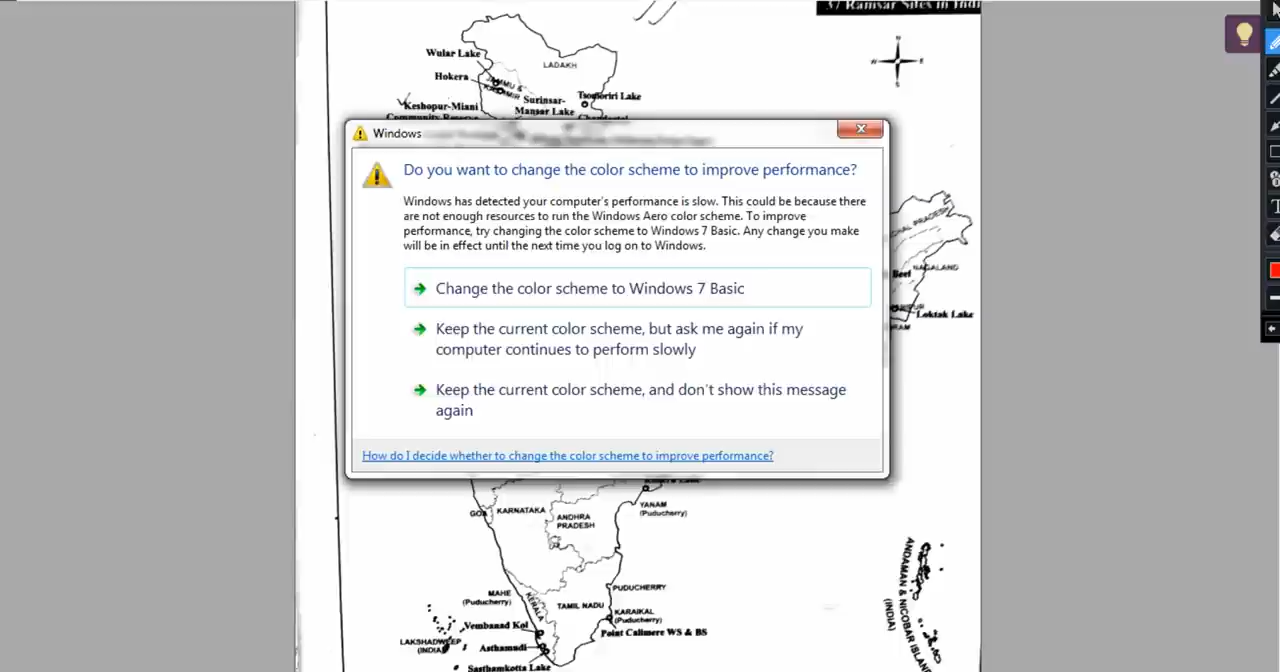 37 Ramsar Sites in Indi
N
Wular Lake
LADAKH
W
E
Hokera
JAMMU &
KASHMIR
S
Surinsar-
Mansar Lake
Tsomoriri Lake
Keshopur-Miani
Community Reserve
Chandertal
Windows
Do you want to change the color scheme to improve performance?
Windows has detected your computer's performance is slow. This could be because there
are not enough resources to run the Windows Aero color scheme. To improve
performance, try changing the color scheme to Windows 7 Basic. Any change you make
will be in effect until the next time you log on to Windows.
Change the color scheme to Windows 7 Basic
Keep the current color scheme, but ask me again if my
computer continues to perform slowly
Keep the current color scheme, and don't show this message
again
How do I decide whether to change the color scheme to improve performance?
PRADESH
NAGALAND
Beel
Loktak Lake
GOA
KARNATAKA
ANDHRA
PRADESH
YANAM
(Puducherry)
PUDUCHERRY
MAHE
(Puducherry)
KERALA
TAMIL NADU
KARAIKAL
(Puducherry)
Vembanad Kol
Point Calimere WS & BS
LAKSHADWEEP
(INDIA)
Asthamudi
Sasthamkotta Lake
ANDAMAN & NICOBAR ISLAN
(INDIA)
T